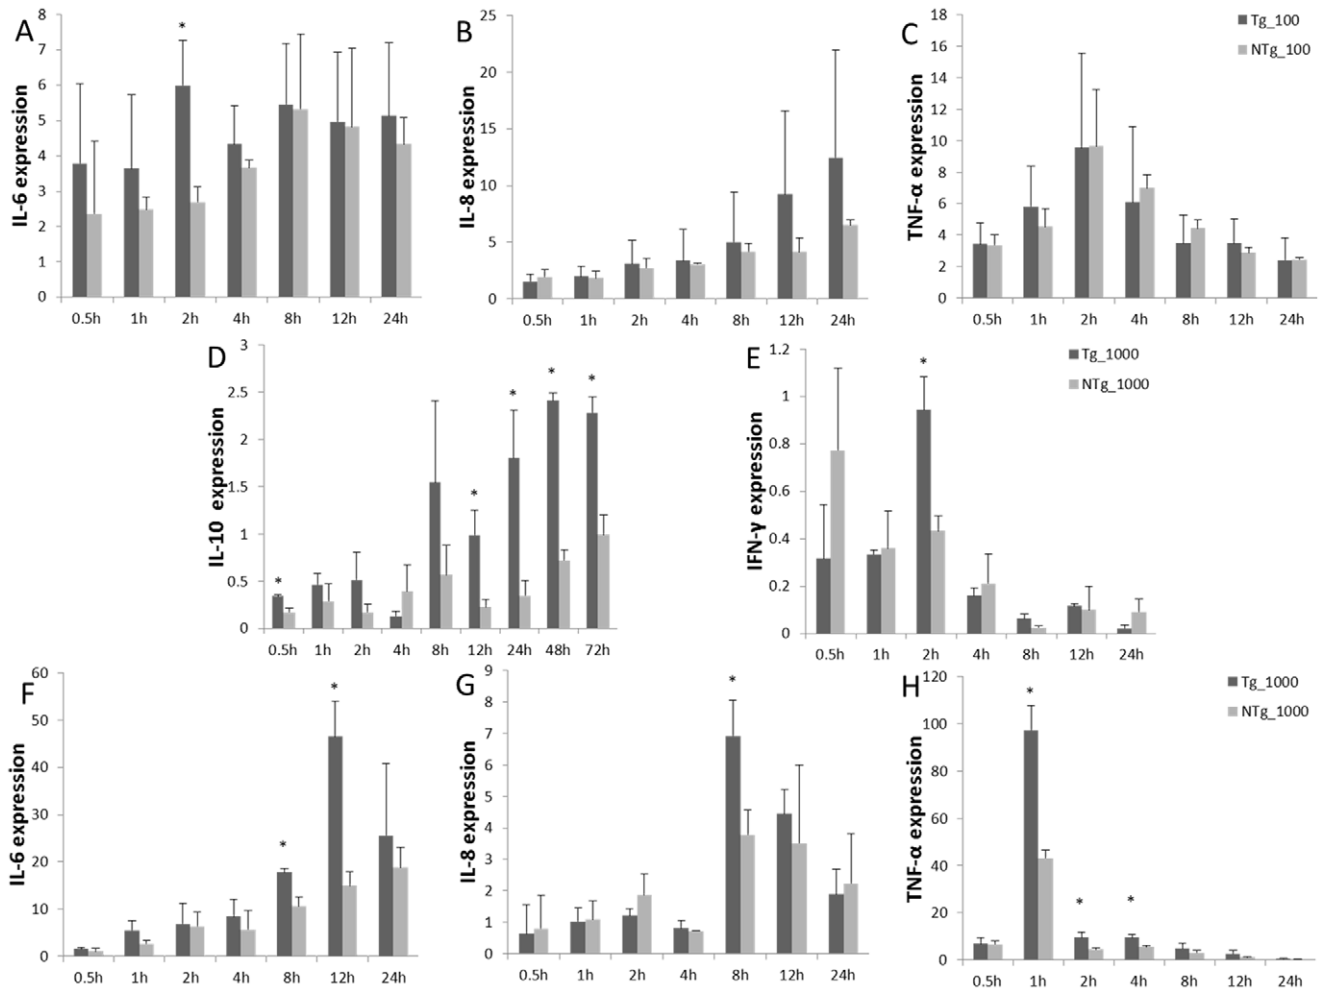 A
IL-6 expression
8
7
6
5
4
3
2
1
0
*
0.5h 1h 2h 4h 8h 12h 24h
B
IL-8 expression
25
20
15
10
5
0
0.5h 1h 2h 4h 8h 12h 24h
C
TNF-α expression
18
16
14
12
10
8
6
4
2
0
0.5h 1h 2h 4h 8h 12h 24h
Tg_100
NTg_100
D
IL-10 expression
3
2.5
2
1.5
1
0.5
0
* * * * *
0.5h 1h 2h 4h 8h 12h 24h 48h 72h
E
IFN-γ expression
1.2
1
0.8
0.6
0.4
0.2
0
*
0.5h 1h 2h 4h 8h 12h 24h
Tg_1000
NTg_1000
F
IL-6 expression
60
50
40
30
20
10
0
* *
0.5h 1h 2h 4h 8h 12h 24h
G
IL-8 expression
9
8
7
6
5
4
3
2
1
0
*
0.5h 1h 2h 4h 8h 12h 24h
H
TNF-α expression
120
100
80
60
40
20
0
* * *
0.5h 1h 2h 4h 8h 12h 24h
Tg_1000
NTg_1000